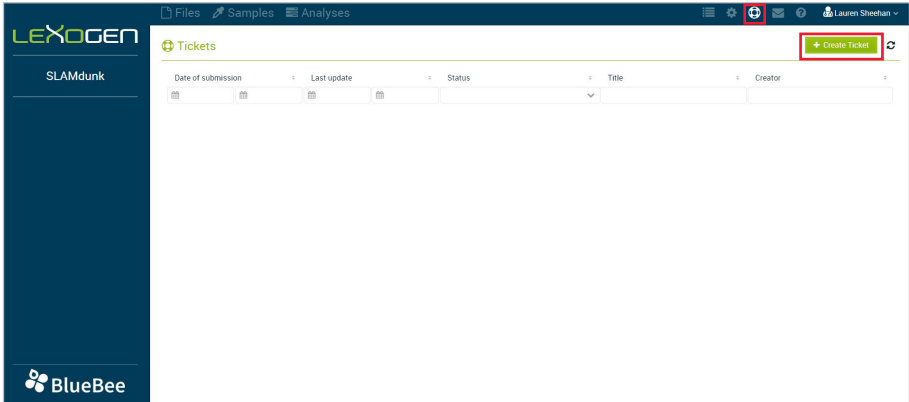 Files Samples Analyses Lauren Sheehan
LEXOGEN
SLAMdunk
Tickets
+ Create Ticket
Date of submission Last update Status Title Creator
BlueBee